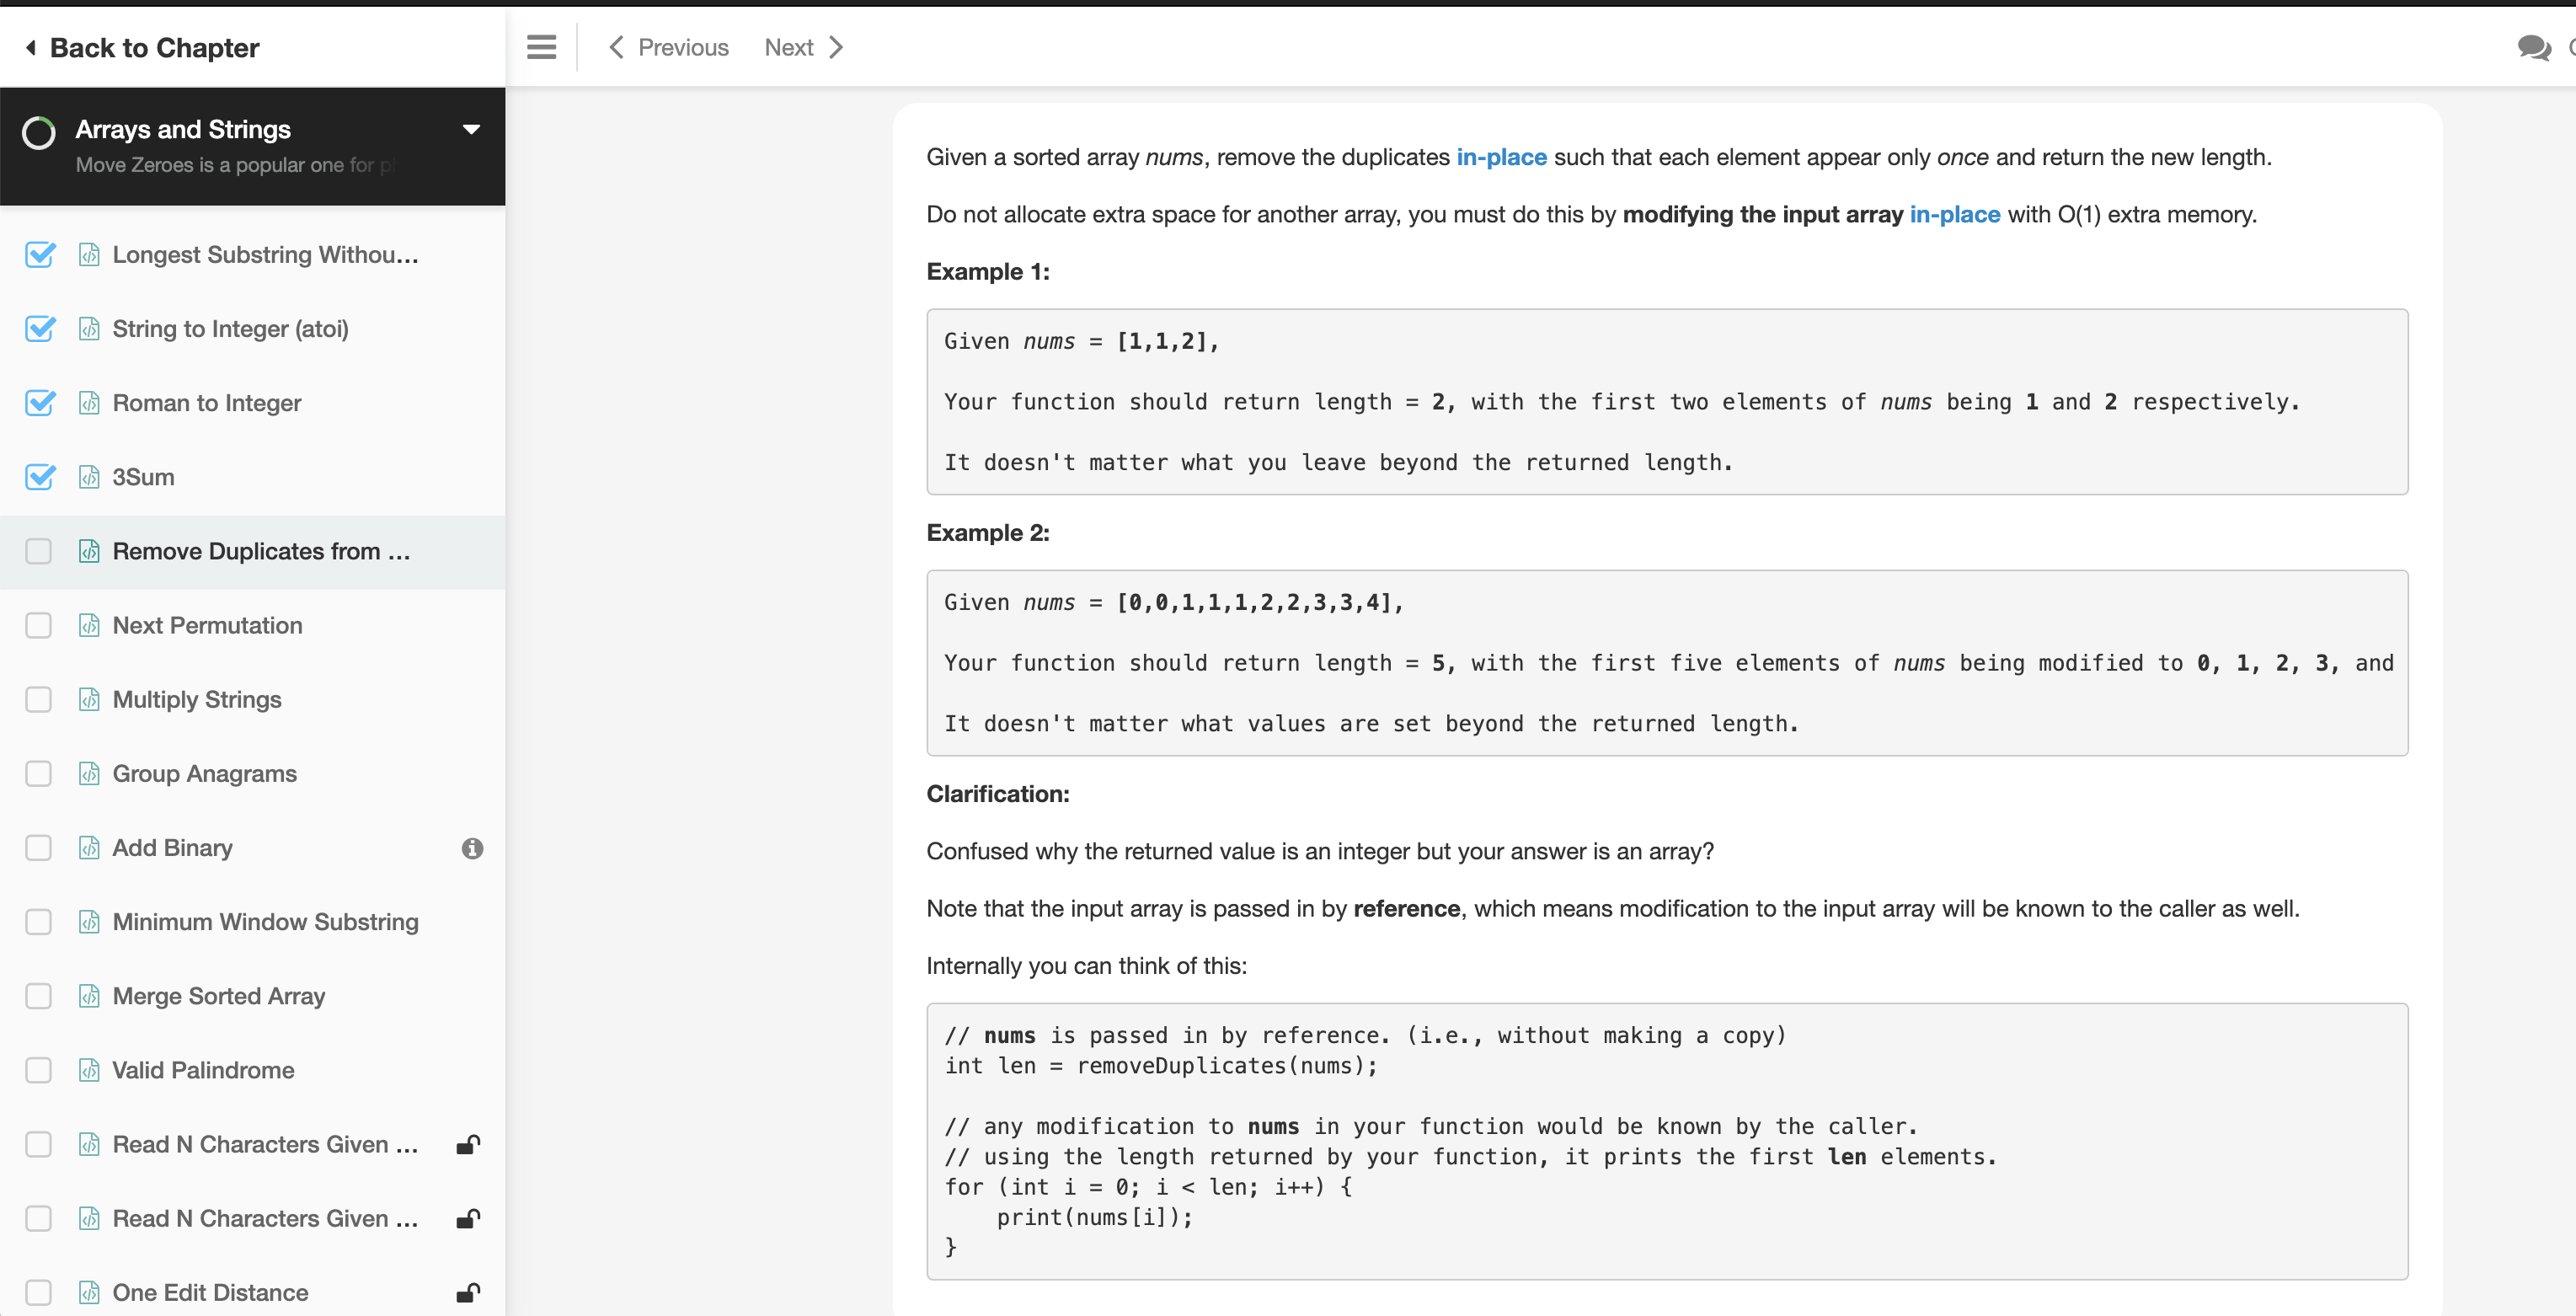 Back to Chapter
Previous
Next
Arrays and Strings
Move Zeroes is a popular one for
Longest Substring Withou...
String to Integer (atoi)
Roman to Integer
3Sum
Remove Duplicates from ...
Next Permutation
Multiply Strings
Group Anagrams
Add Binary
Minimum Window Substring
Merge Sorted Array
Valid Palindrome
Read N Characters Given ...
Read N Characters Given ...
One Edit Distance
Given a sorted array nums, remove the duplicates in-place such that each element appear only once and return the new length.
Do not allocate extra space for another array, you must do this by modifying the input array in-place with O(1) extra memory.
Example 1:
Given nums = [1,1,2],
Your function should return length = 2, with the first two elements of nums being 1 and 2 respectively.
It doesn't matter what you leave beyond the returned length.
Example 2:
Given nums = [0,0,1,1,1,2,2,3,3,4],
Your function should return length = 5, with the first five elements of nums being modified to 0, 1, 2, 3, and
It doesn't matter what values are set beyond the returned length.
Clarification:
Confused why the returned value is an integer but your answer is an array?
Note that the input array is passed in by reference, which means modification to the input array will be known to the caller as well.
Internally you can think of this:
// nums is passed in by reference. (i.e., without making a copy)
int len = removeDuplicates(nums);
// any modification to nums in your function would be known by the caller.
// using the length returned by your function, it prints the first len elements.
for (int i = 0; i < len; i++) {
    print(nums[i]);
}